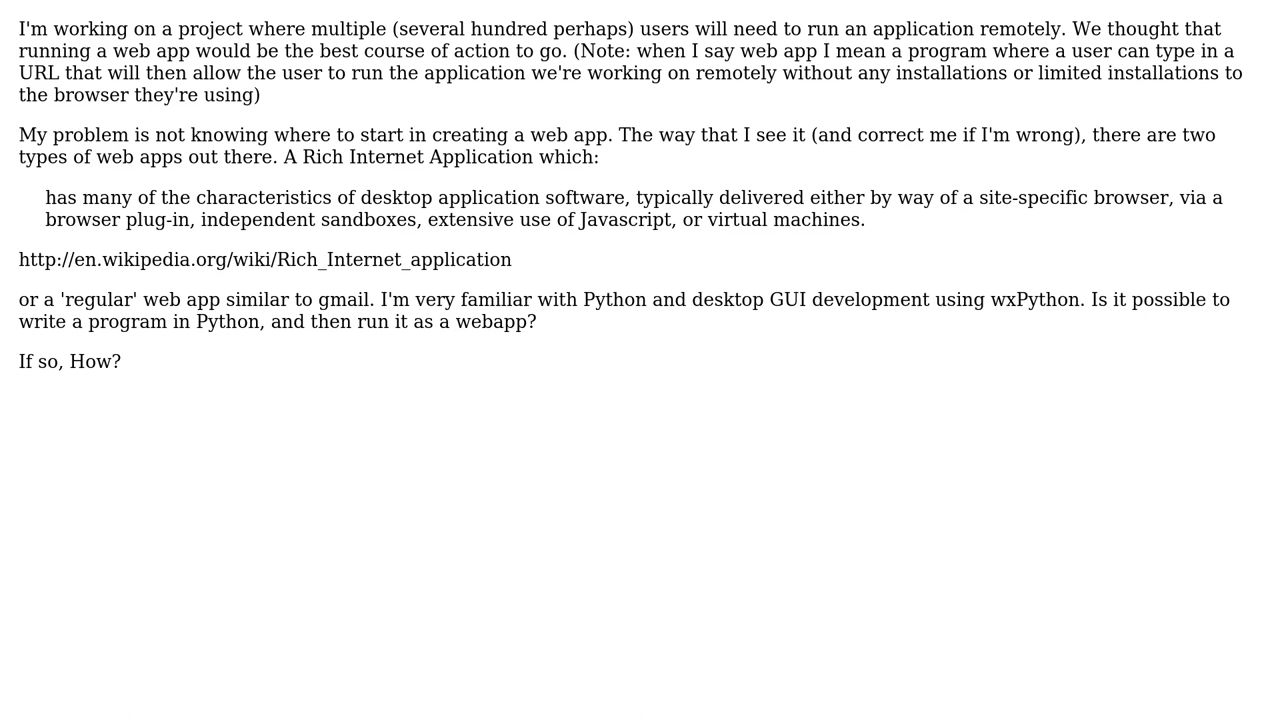 I'm working on a project where multiple (several hundred perhaps) users will need to run an application remotely. We thought that
running a web app would be the best course of action to go. (Note: when I say web app I mean a program where a user can type in a
URL that will then allow the user to run the application we're working on remotely without any installations or limited installations to
the browser they're using)
My problem is not knowing where to start in creating a web app. The way that I see it (and correct me if I'm wrong), there are two
types of web apps out there. A Rich Internet Application which:
has many of the characteristics of desktop application software, typically delivered either by way of a site-specific browser, via a
browser plug-in, independent sandboxes, extensive use of Javascript, or virtual machines.
http://en.wikipedia.org/wiki/Rich_Internet_application
or a 'regular' web app similar to gmail. I'm very familiar with Python and desktop GUI development using wxPython. Is it possible to
write a program in Python, and then run it as a webapp?
If so, How?